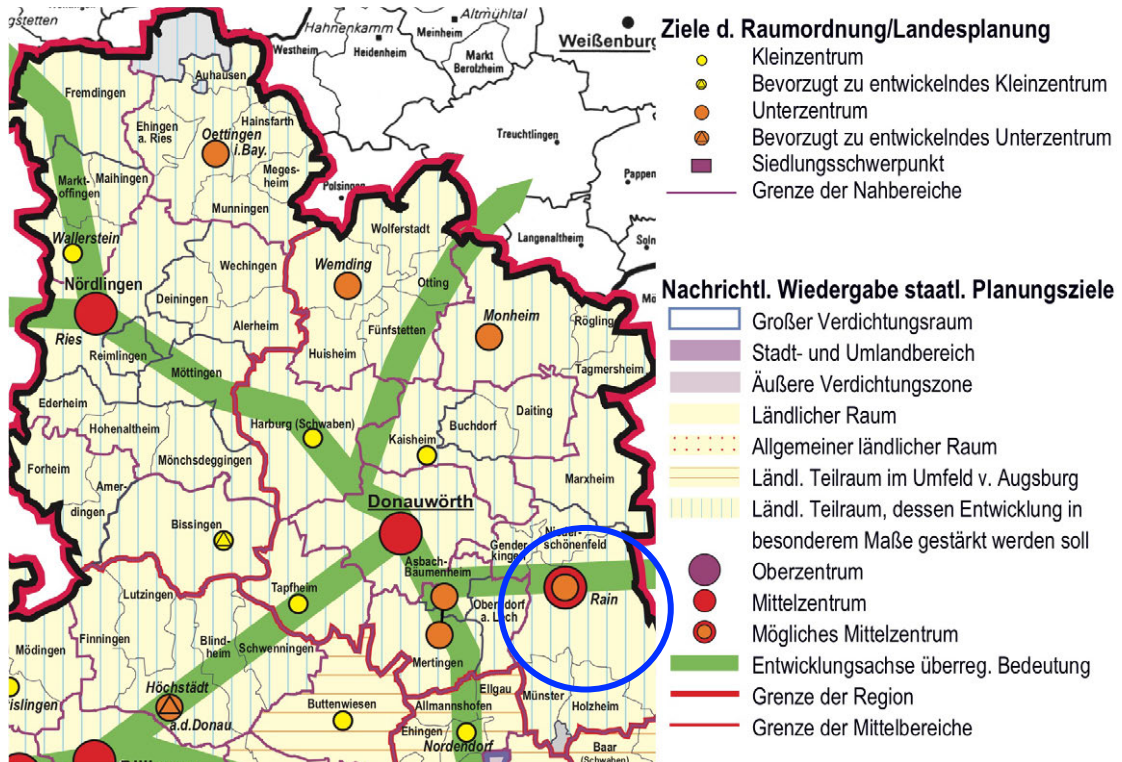 Altmühltal
Hahnenkamm
Meinheim
Westheim
Heidenheim
Markt
Berolzheim
Weißenburg
Auhausen
Fremdingen
Ehingen
a. Ries
Hainsfarth
Oettingen
i.Bay.
Treuchtlingen
Markt-
offingen
Maihingen
Megesheim
Polsingen
Munningen
Langenaltheim
Wolferstadt
Wallerstein
Wechingen
Wemding
Otting
Nördlingen
Deiningen
Monheim
Rögling
Ries
Alerheim
Fünfstetten
Reimlingen
Huisheim
Möttingen
Tagmersheim
Ederheim
Daiting
Hohenaltheim
Harburg (Schwaben)
Buchdorf
Kaisheim
Forheim
Mönchsdeggingen
Amer-
dingen
Marxheim
Donauwörth
Bissingen
Nieder-
schönenfeld
Gender-
kingen
Asbach-
Bäumenheim
Tapfheim
Rain
Oberndorf
a. Lech
Lutzingen
Finningen
Blind-
heim
Schwenningen
Mertingen
Mödingen
Höchstädt
a.d.Donau
Ellgau
Münster
Buttenwiesen
Allmannshofen
Holzheim
Ehingen
Nordendorf
Baar
(Schwaben)
Ziele d. Raumordnung/Landesplanung
Kleinzentrum
Bevorzugt zu entwickelndes Kleinzentrum
Unterzentrum
Bevorzugt zu entwickelndes Unterzentrum
Siedlungsschwerpunkt
Grenze der Nahbereiche
Nachrichtl. Wiedergabe staatl. Planungsziele
Großer Verdichtungsraum
Stadt- und Umlandbereich
Äußere Verdichtungszone
Ländlicher Raum
Allgemeiner ländlicher Raum
Ländl. Teilraum im Umfeld v. Augsburg
Ländl. Teilraum, dessen Entwicklung in
besonderem Maße gestärkt werden soll
Oberzentrum
Mittelzentrum
Mögliches Mittelzentrum
Entwicklungsachse überreg. Bedeutung
Grenze der Region
Grenze der Mittelbereiche